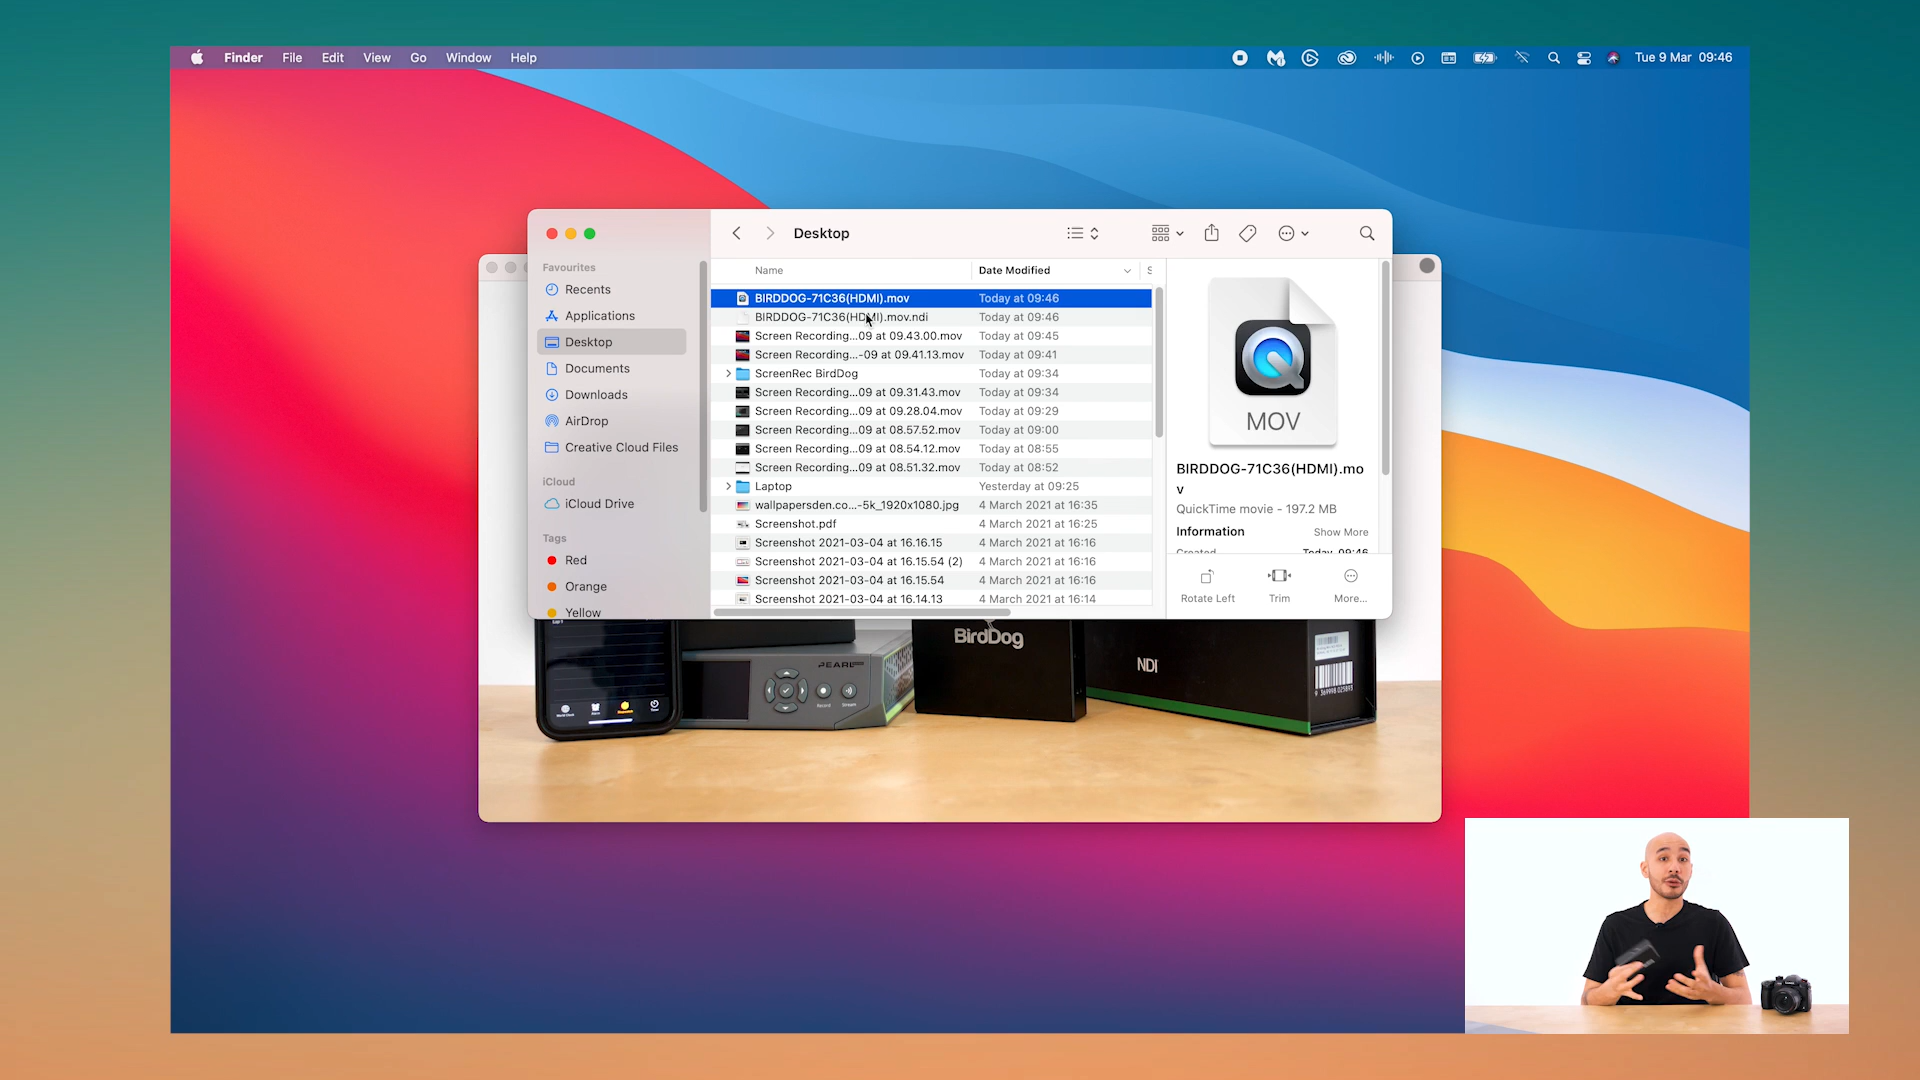 Finder File Edit View Go Window Help
Tue 9 Mar 09:46
Desktop
Favourites
Recents
Applications
Desktop
Documents
Downloads
AirDrop
Creative Cloud Files
iCloud
iCloud Drive
Tags
Red
Orange
Yellow
Name Date Modified S
BIRDDOG-71C36(HDMI).mov Today at 09:46
BIRDDOG-71C36(HDMI).mov.ndi Today at 09:46
Screen Recording...09 at 09.43.00.mov Today at 09:45
Screen Recording...-09 at 09.41.13.mov Today at 09:41
ScreenRec BirdDog Today at 09:34
Screen Recording...09 at 09.31.43.mov Today at 09:34
Screen Recording...09 at 09.28.04.mov Today at 09:29
Screen Recording...09 at 08.57.52.mov Today at 09:00
Screen Recording...09 at 08.54.12.mov Today at 08:55
Screen Recording...09 at 08.51.32.mov Today at 08:52
Laptop Yesterday at 09:25
wallpapersden.co...-5k_1920x1080.jpg 4 March 2021 at 16:35
Screenshot.pdf 4 March 2021 at 16:25
Screenshot 2021-03-04 at 16.16.15 4 March 2021 at 16:16
Screenshot 2021-03-04 at 16.15.54 (2) 4 March 2021 at 16:16
Screenshot 2021-03-04 at 16.15.54 4 March 2021 at 16:16
Screenshot 2021-03-04 at 16.14.13 4 March 2021 at 16:14
MOV
BIRDDOG-71C36(HDMI).mo
v
QuickTime movie - 197.2 MB
Information Show More
Created Today, 09:46
Rotate Left Trim More...
PEARL
Record Stream
BirdDog
NDI